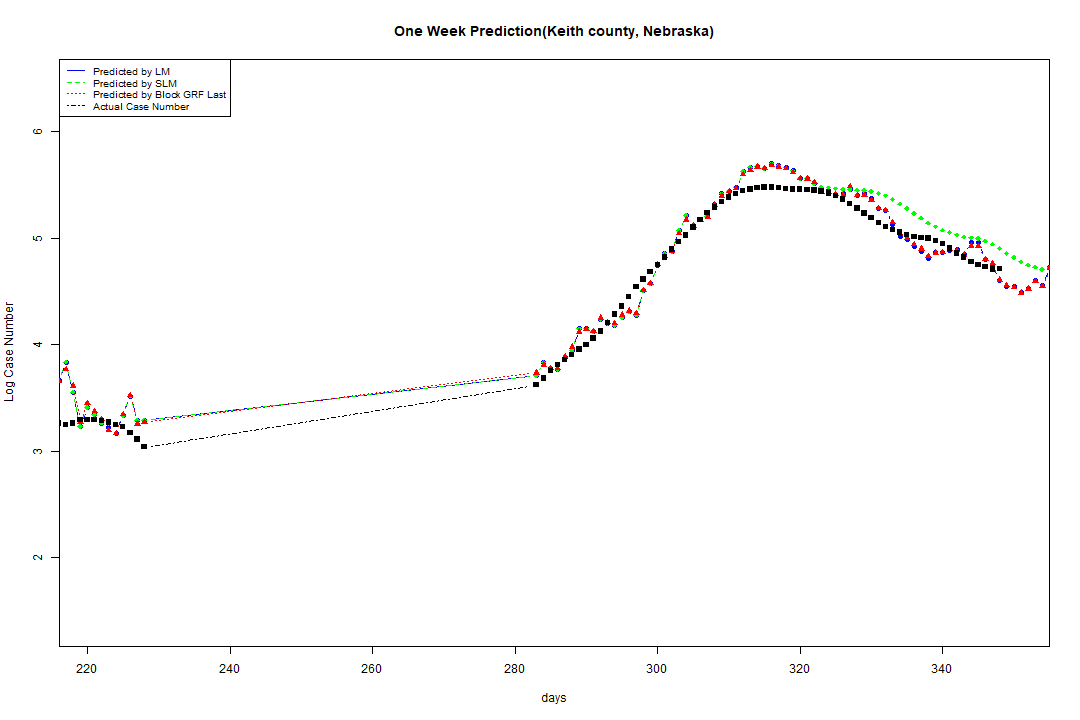 One Week Prediction(Keith county, Nebraska)
Predicted by LM
Predicted by SLM
Predicted by Block GRF Last
Actual Case Number
Log Case Number
6
5
4
3
2
220 240 260 280 300 320 340
days